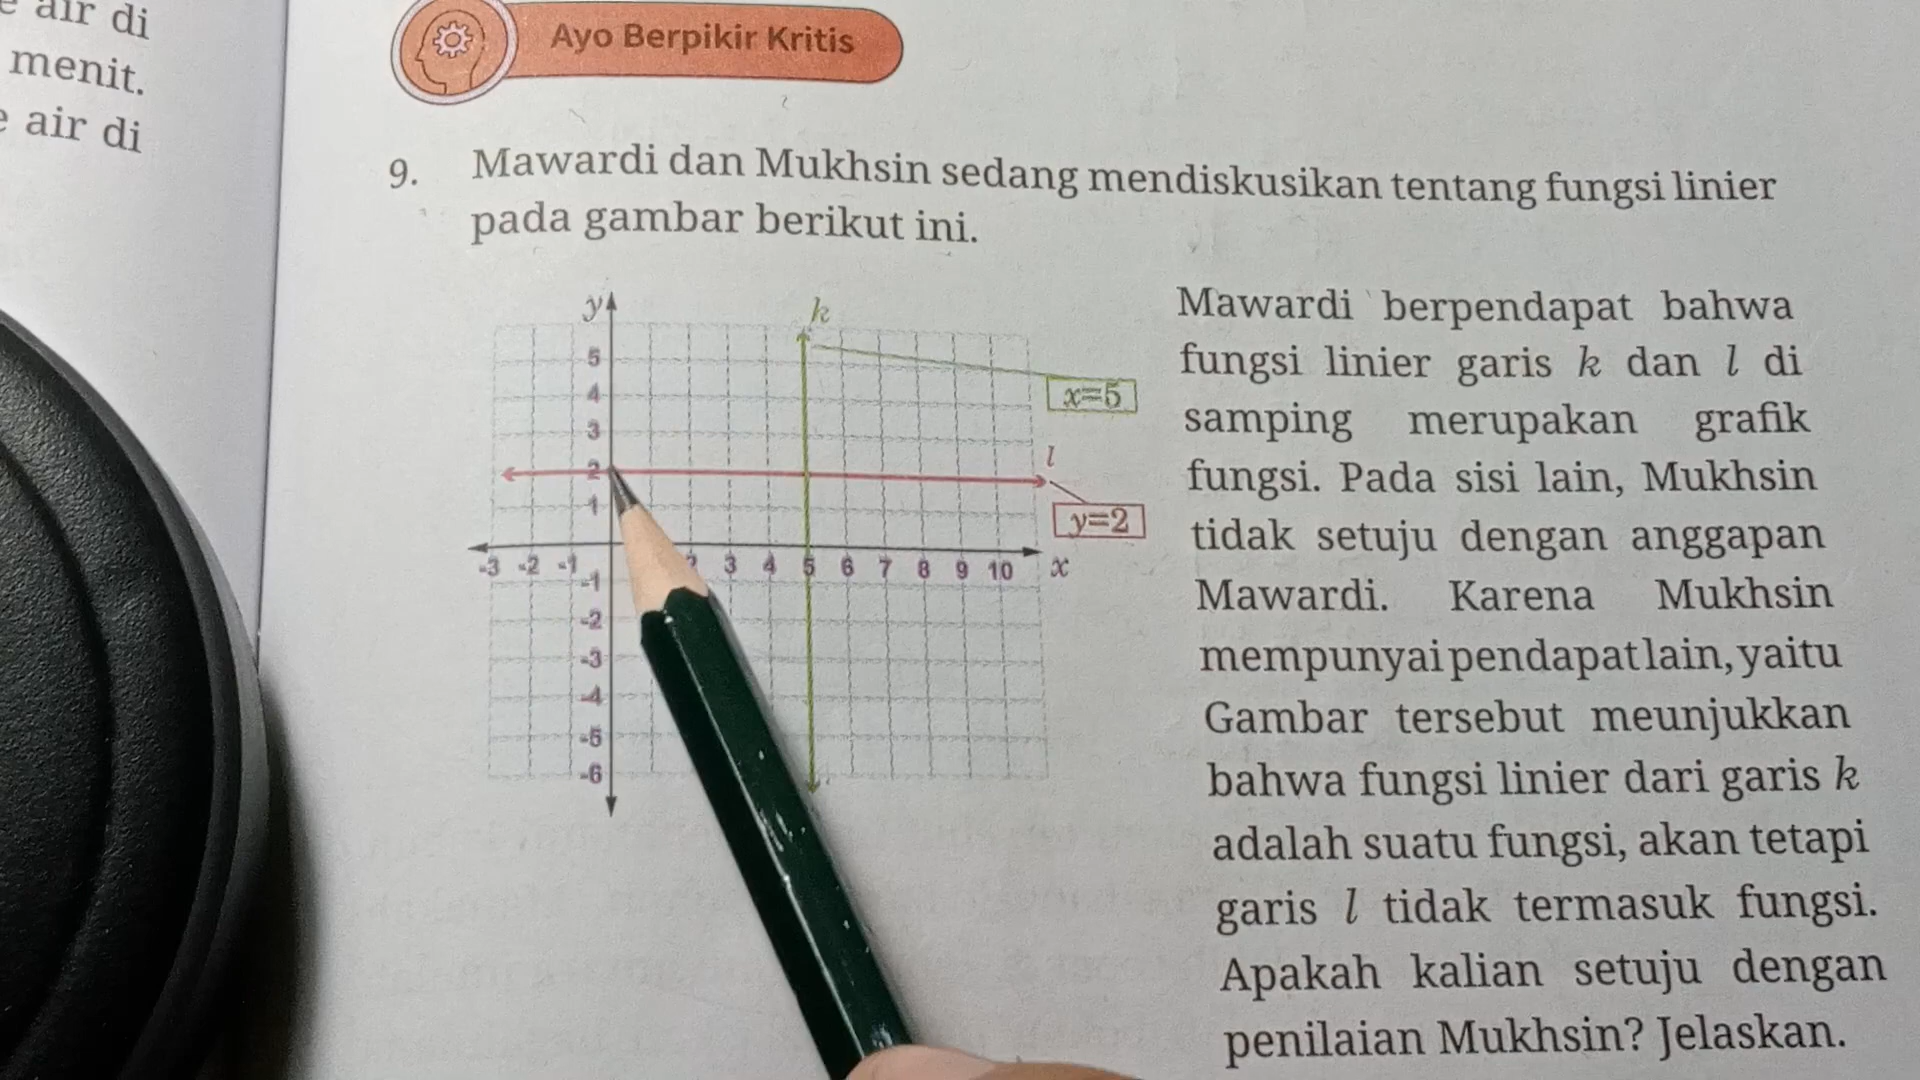 air di
menit.
air di
Ayo Berpikir Kritis
9. Mawardi dan Mukhsin sedang mendiskusikan tentang fungsi linier
pada gambar berikut ini.
y
k
5
4
3
2
1
x=5
l
y=2
-3 -2 -1 2 3 4 5 6 7 8 9 10 x
-1
-2
-3
-4
-5
-6
Mawardi berpendapat bahwa
fungsi linier garis k dan l di
samping merupakan grafik
fungsi. Pada sisi lain, Mukhsin
tidak setuju dengan anggapan
Mawardi. Karena Mukhsin
mempunyai pendapat lain, yaitu
Gambar tersebut meunjukkan
bahwa fungsi linier dari garis k
adalah suatu fungsi, akan tetapi
garis l tidak termasuk fungsi.
Apakah kalian setuju dengan
penilaian Mukhsin? Jelaskan.